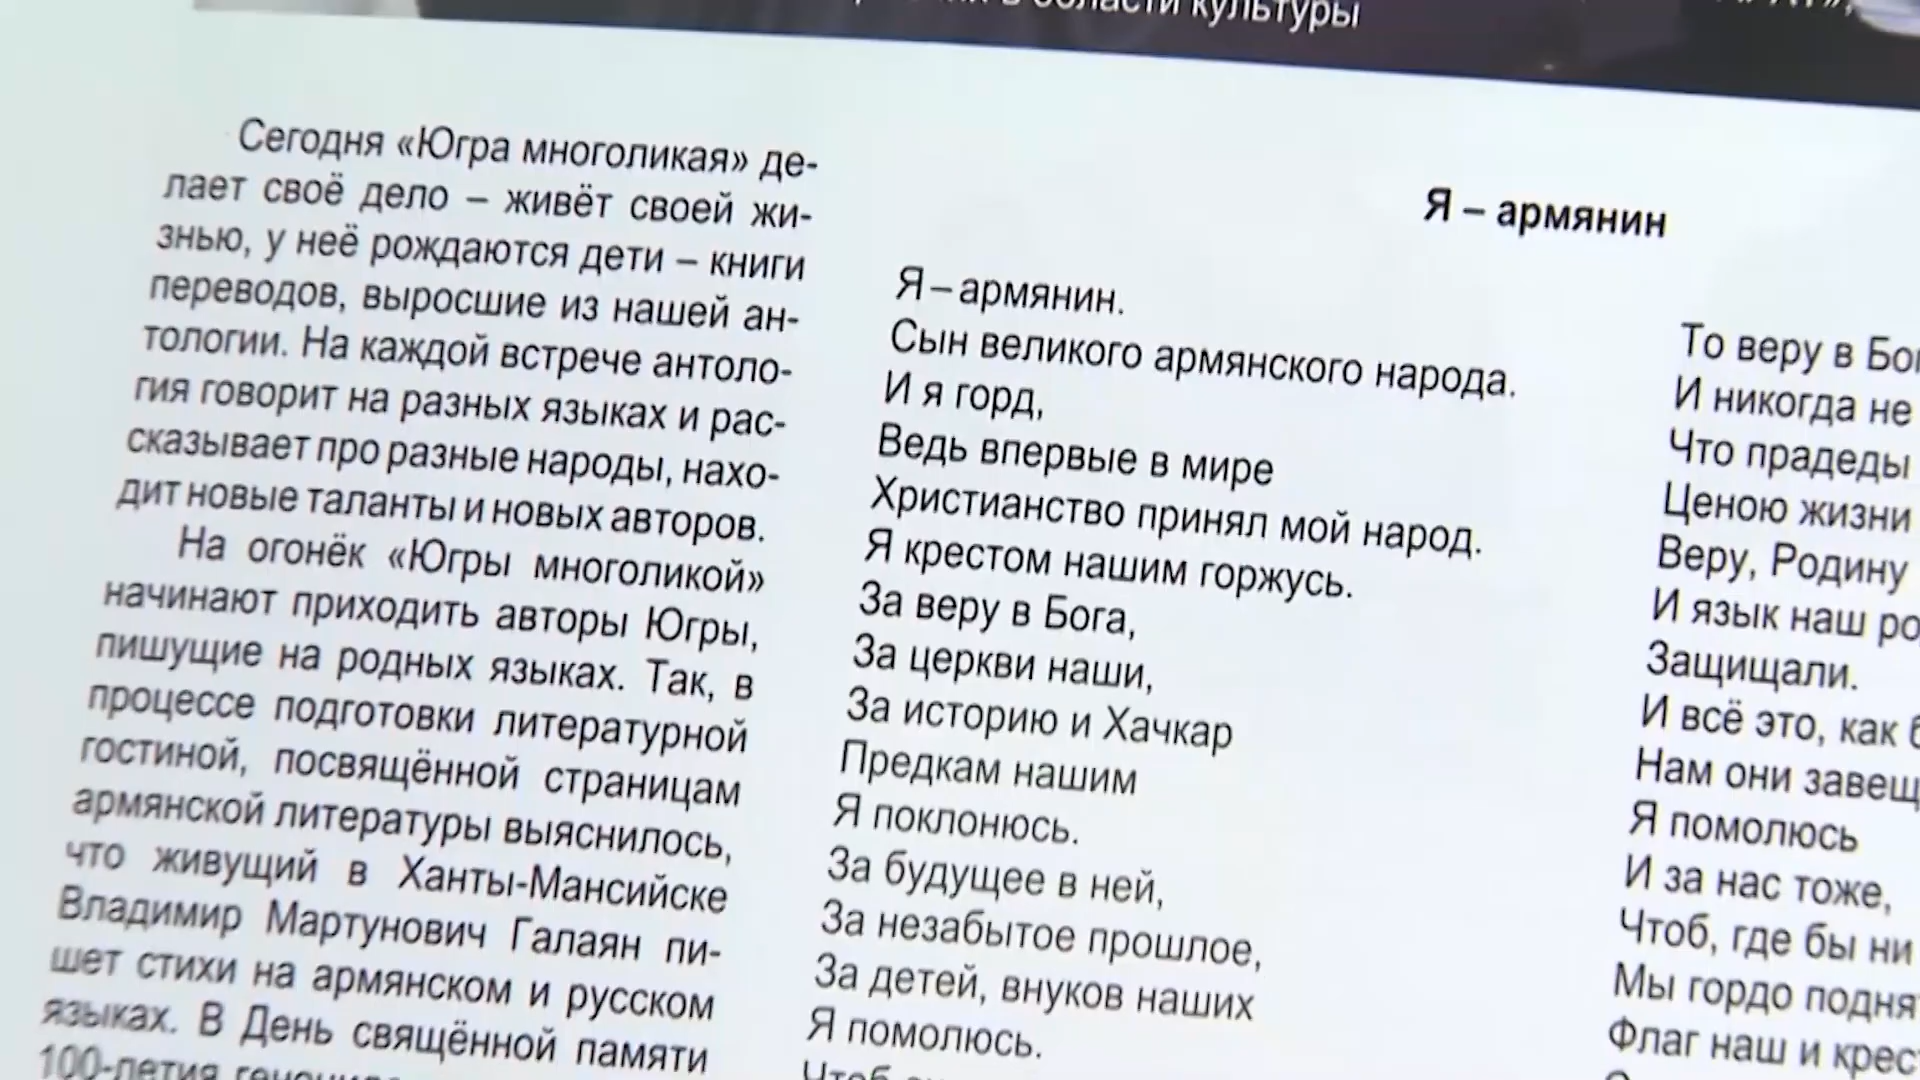 в области культуры
Сегодня «Югра многоликая» де-
лает своё дело – живёт своей жи-
знью, у неё рождаются дети – книги
переводов, выросшие из нашей ан-
тологии. На каждой встрече антоло-
гия говорит на разных языках и рас-
сказывает про разные народы, нахо-
дит новые таланты и новых авторов.
На огонёк «Югры многоликой»
начинают приходить авторы Югры,
пишущие на родных языках. Так, в
процессе подготовки литературной
гостиной, посвящённой страницам
армянской литературы выяснилось,
что живущий в Ханты-Мансийске
Владимир Мартунович Галаян пи-
шет стихи на армянском и русском
языках. В День свящённой памяти
100-летия
Я – армянин
Я – армянин.
Сын великого армянского народа.
И я горд,
Ведь впервые в мире
Христианство принял мой народ.
Я крестом нашим горжусь.
За веру в Бога,
За церкви наши,
За историю и Хачкар
Предкам нашим
Я поклонюсь.
За будущее в ней,
За незабытое прошлое,
За детей, внуков наших
Я помолюсь.
То веру в
И никогда не
Что прадеды
Ценою жизни
Веру, Родину
И язык наш
Защищали.
И всё это, как
Нам они
Я помолюсь
И за нас тоже,
Чтоб, где бы ни
Мы гордо
Флаг наш и